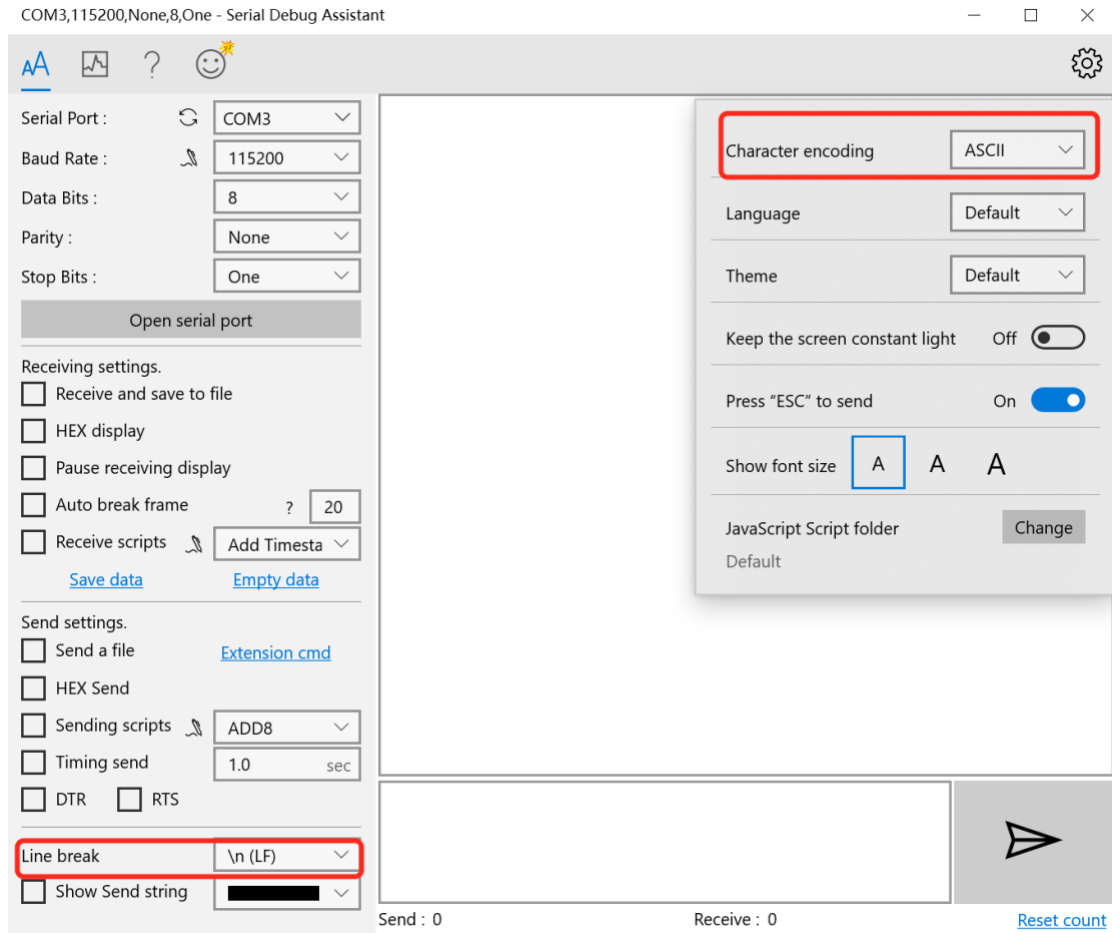 COM3,115200,None,8,One - Serial Debug Assistant
AA
?
Serial Port :
COM3
Baud Rate :
115200
Data Bits :
8
Parity :
None
Stop Bits :
One
Open serial port
Receiving settings.
Receive and save to file
HEX display
Pause receiving display
Auto break frame
?
20
Receive scripts
Add Timesta
Save data
Empty data
Send settings.
Send a file
Extension cmd
HEX Send
Sending scripts
ADD8
Timing send
1.0
sec
DTR
RTS
Line break
\n (LF)
Show Send string
Character encoding
ASCII
Language
Default
Theme
Default
Keep the screen constant light
Off
Press “ESC” to send
On
Show font size
A
A
A
JavaScript Script folder
Change
Default
Send : 0
Receive : 0
Reset count